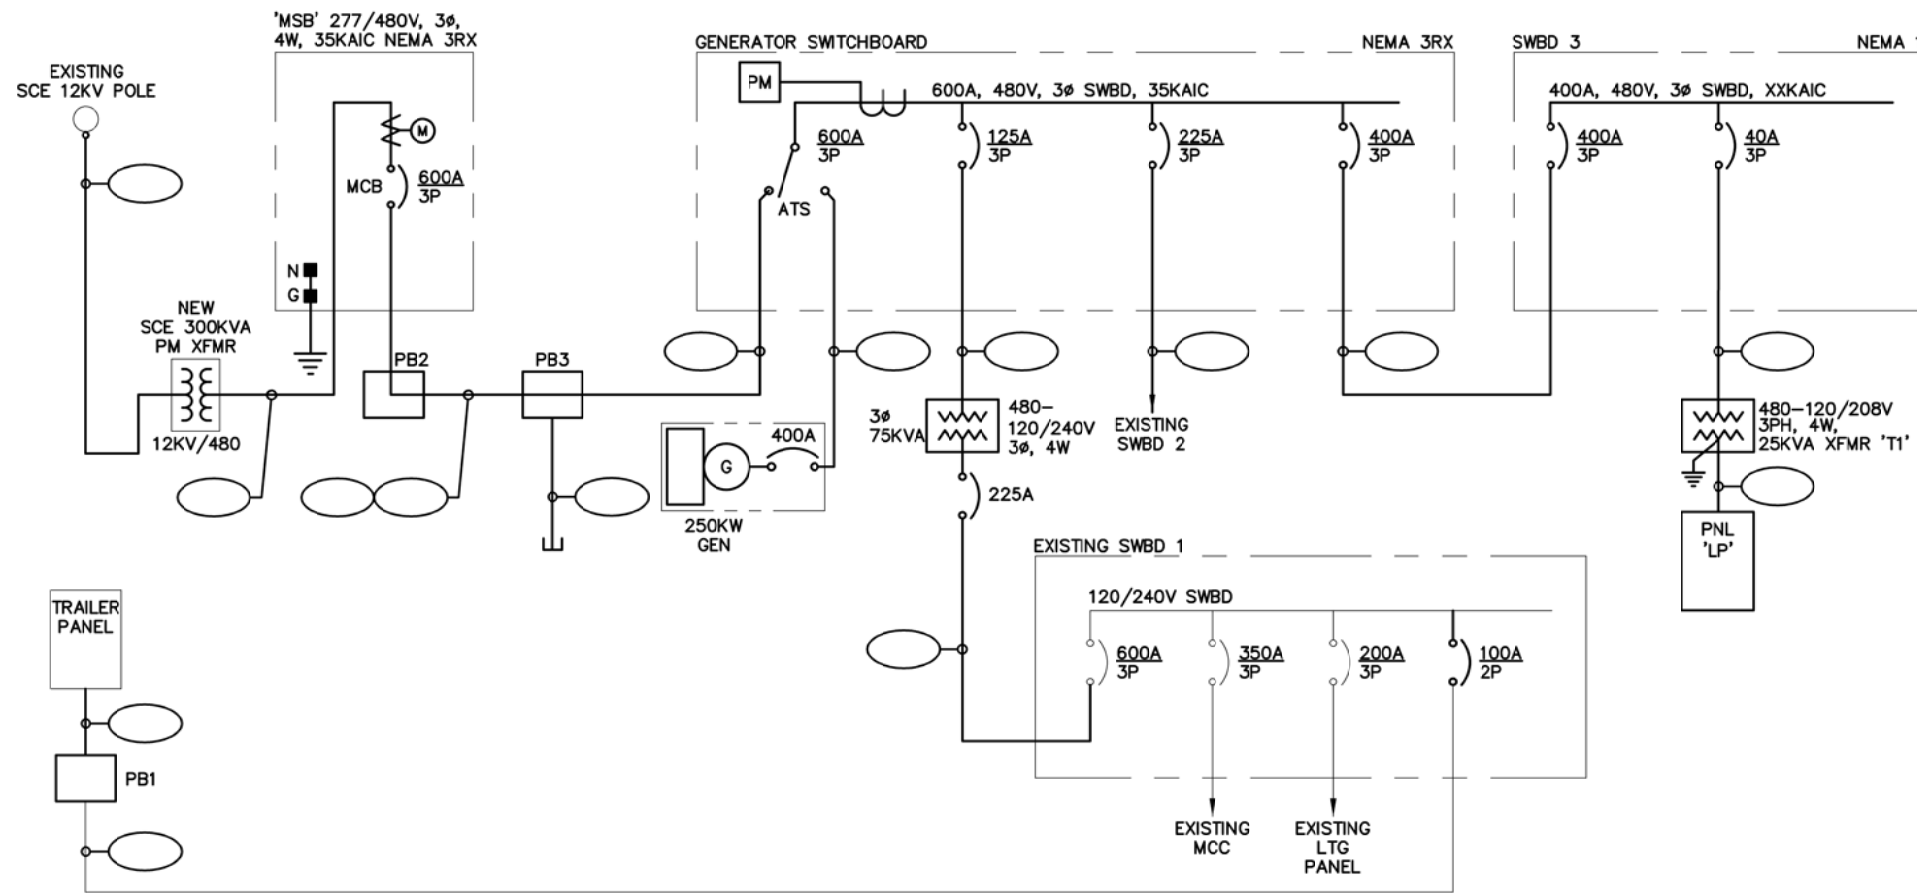 'MSB' 277/480V, 3ø,
4W, 35KAIC NEMA 3RX
EXISTING
SCE 12KV POLE
M
MCB
600A
3P
N
G
NEW
SCE 300KVA
PM XFMR
12KV/480
PB2
PB3
GENERATOR SWITCHBOARD
NEMA 3RX
PM
600A, 480V, 3ø SWBD, 35KAIC
600A
3P
ATS
125A
3P
225A
3P
400A
3P
SWBD 3
NEMA
400A, 480V, 3ø SWBD, XXKAIC
400A
3P
40A
3P
G
400A
250KW
GEN
3ø
75KVA
480-
120/240V
3ø, 4W
225A
EXISTING
SWBD 2
480-120/208V
3PH, 4W,
25KVA XFMR 'T1'
PNL
'LP'
EXISTING SWBD 1
120/240V SWBD
600A
3P
350A
3P
200A
3P
100A
2P
EXISTING
MCC
EXISTING
LTG
PANEL
TRAILER
PANEL
PB1